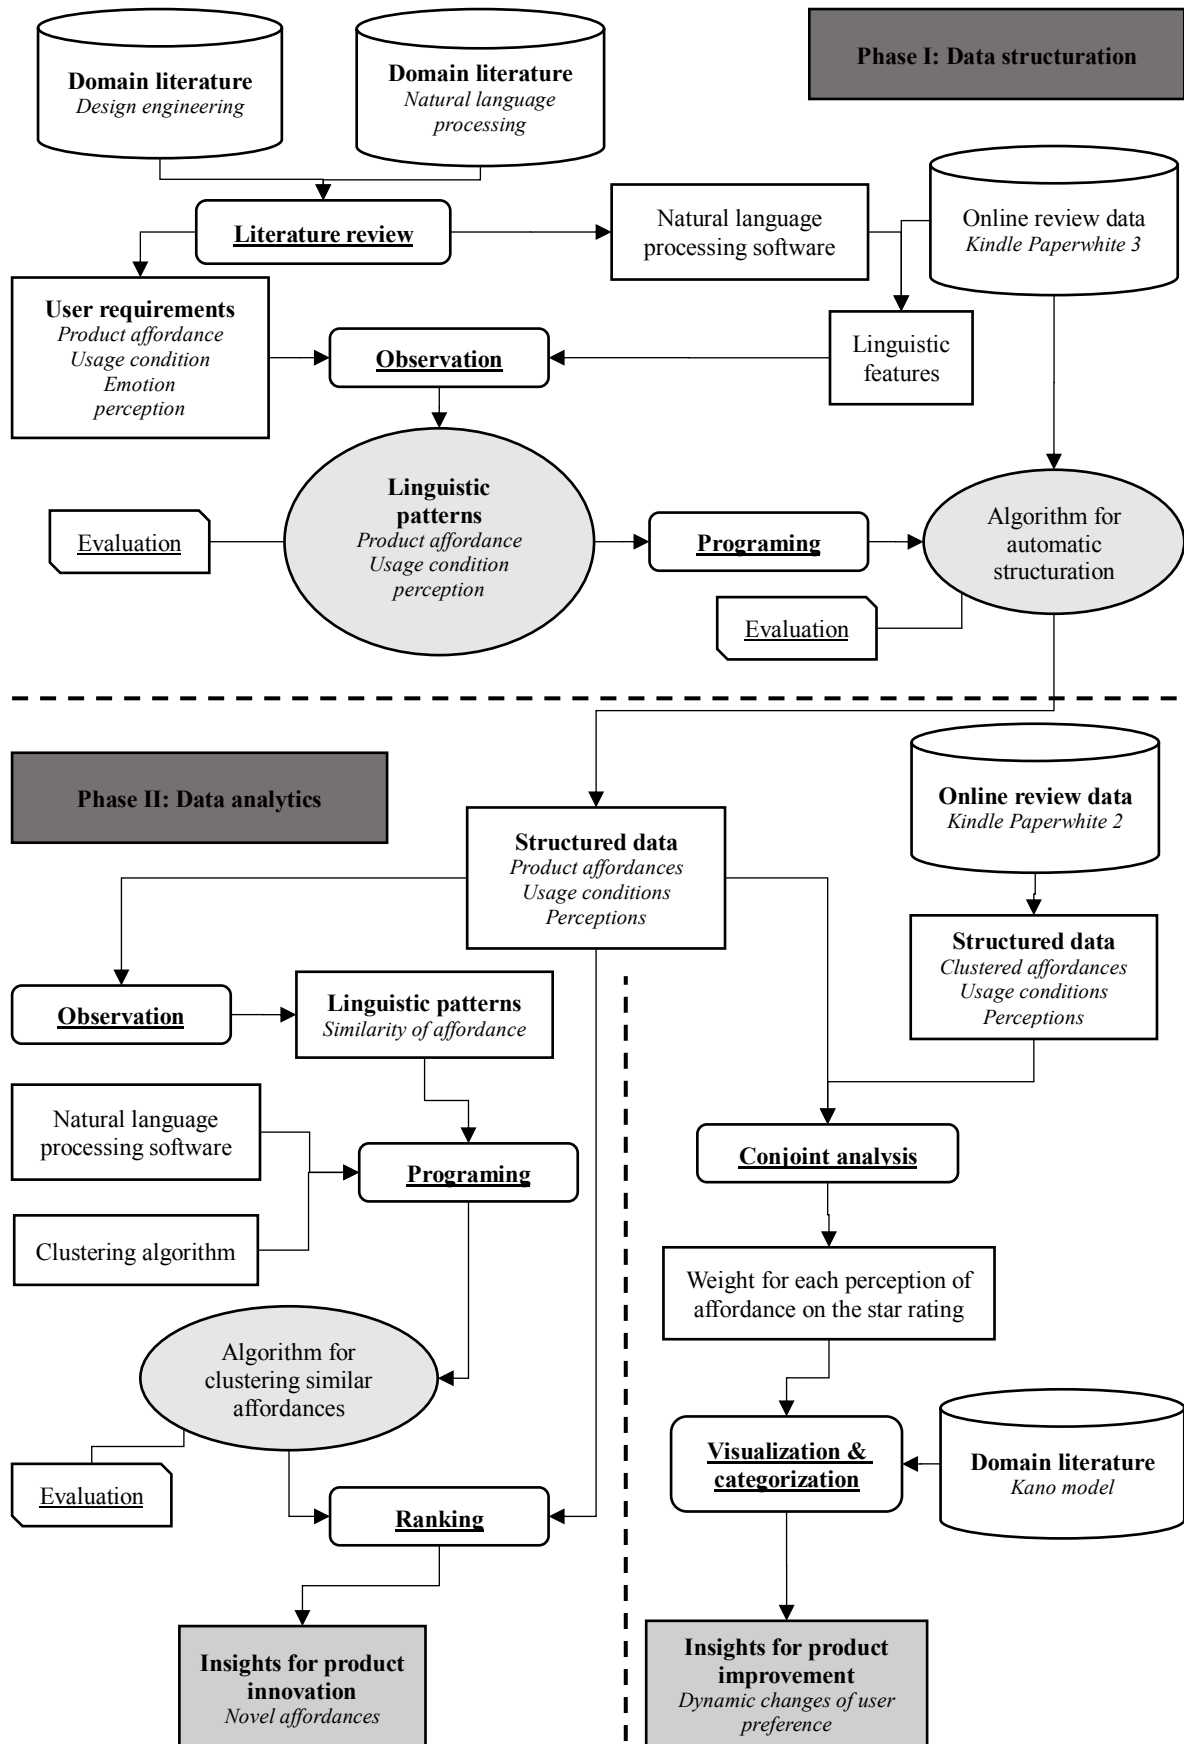 Domain literature
Design engineering
Domain literature
Natural language
processing
Phase I: Data structuration
Literature review
Natural language
processing software
Online review data
Kindle Paperwhite 3
User requirements
Product affordance
Usage condition
Emotion
perception
Observation
Linguistic
features
Linguistic
patterns
Product affordance
Usage condition
perception
Evaluation
Programing
Algorithm for
automatic
structuration
Evaluation
Phase II: Data analytics
Online review data
Kindle Paperwhite 2
Structured data
Product affordances
Usage conditions
Perceptions
Structured data
Clustered affordances
Usage conditions
Perceptions
Observation
Linguistic patterns
Similarity of affordance
Natural language
processing software
Programing
Clustering algorithm
Conjoint analysis
Weight for each perception of
affordance on the star rating
Algorithm for
clustering similar
affordances
Evaluation
Ranking
Visualization &
categorization
Domain literature
Kano model
Insights for product
innovation
Novel affordances
Insights for product
improvement
Dynamic changes of user
preference